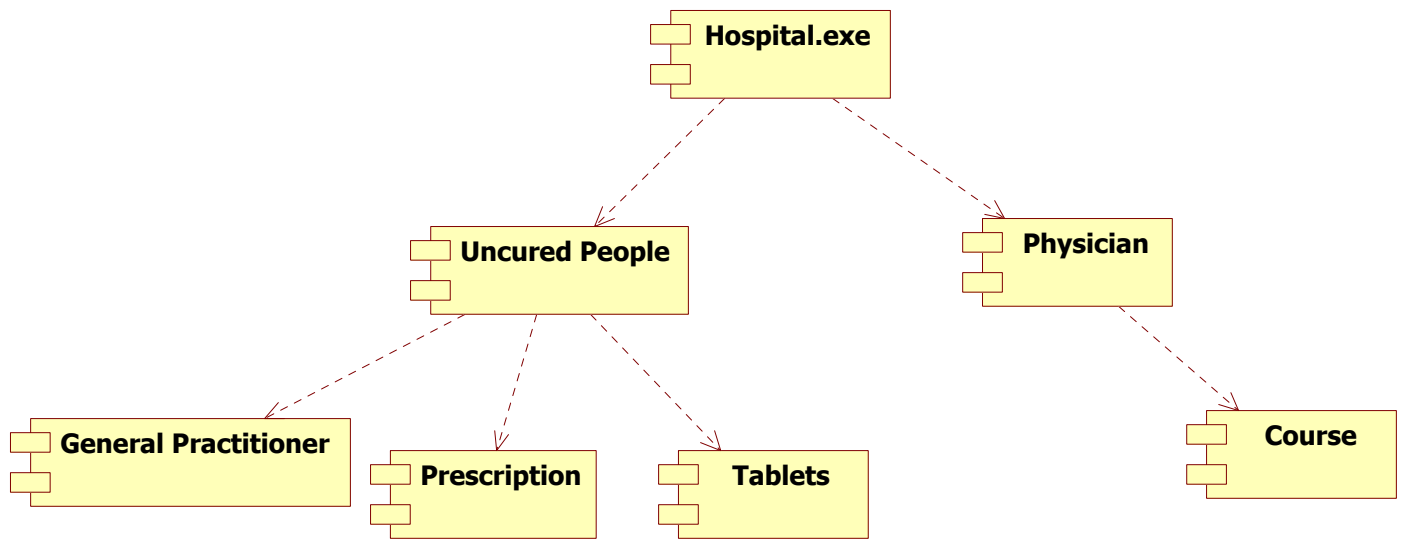 Hospital.exe
Uncured People
Physician
General Practitioner
Prescription
Tablets
Course